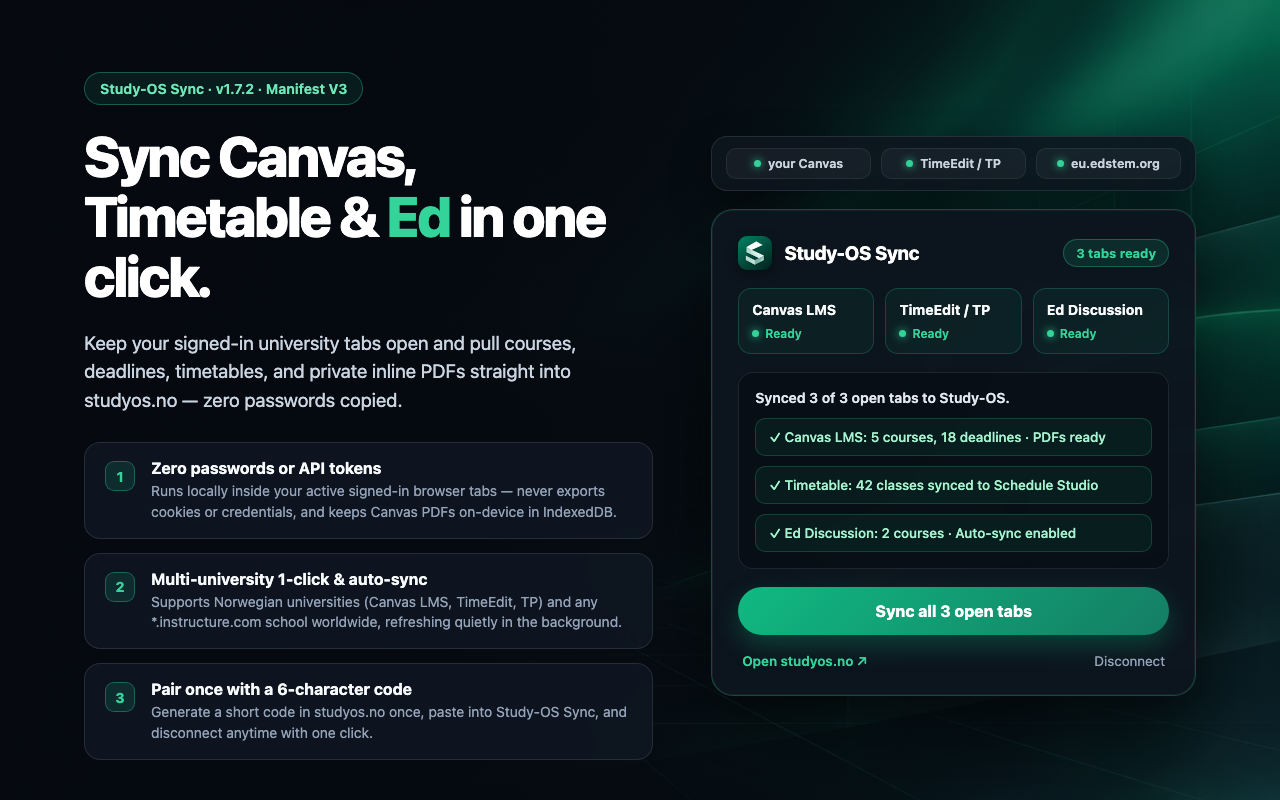 Study-OS Sync · v1.7.2 · Manifest V3
Sync Canvas,
Timetable & Ed in one
click.
Keep your signed-in university tabs open and pull courses,
deadlines, timetables, and private inline PDFs straight into
studyos.no — zero passwords copied.
1
Zero passwords or API tokens
Runs locally inside your active signed-in browser tabs — never exports
cookies or credentials, and keeps Canvas PDFs on-device in IndexedDB.
2
Multi-university 1-click & auto-sync
Supports Norwegian universities (Canvas LMS, TimeEdit, TP) and any
*.instructure.com school worldwide, refreshing quietly in the background.
3
Pair once with a 6-character code
Generate a short code in studyos.no once, paste into Study-OS Sync, and
disconnect anytime with one click.
your Canvas
TimeEdit / TP
eu.edstem.org
Study-OS Sync
3 tabs ready
Canvas LMS
Ready
TimeEdit / TP
Ready
Ed Discussion
Ready
Synced 3 of 3 open tabs to Study-OS.
✓ Canvas LMS: 5 courses, 18 deadlines · PDFs ready
✓ Timetable: 42 classes synced to Schedule Studio
✓ Ed Discussion: 2 courses · Auto-sync enabled
Sync all 3 open tabs
Open studyos.no ↗
Disconnect